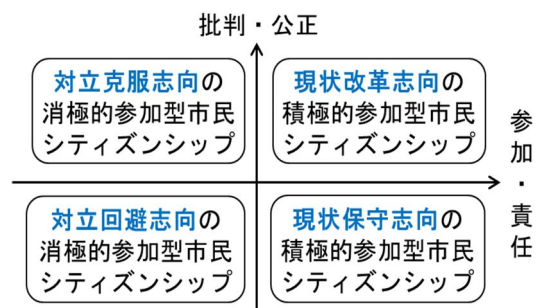 批判・公正
対立克服志向の
消極的参加型市民
シティズンシップ
現状改革志向の
積極的参加型市民
シティズンシップ
参加・責任
対立回避志向の
消極的参加型市民
シティズンシップ
現状保守志向の
積極的参加型市民
シティズンシップ